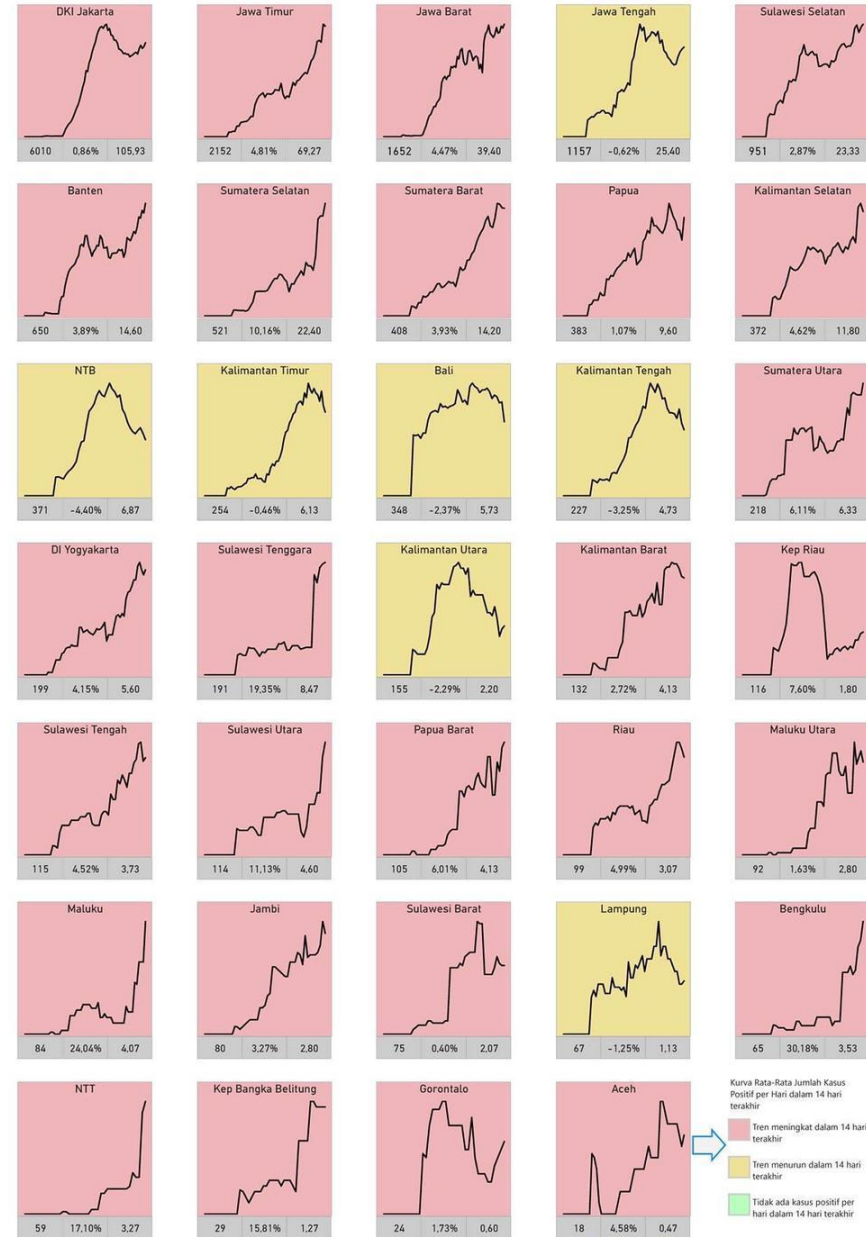 DKI Jakarta
6010 0,86% 105,93
Jawa Timur
2152 4,81% 69,27
Jawa Barat
1652 4,47% 39,40
Jawa Tengah
1157 -0,62% 25,40
Sulawesi Selatan
951 2,87% 23,33
Banten
650 3,89% 14,60
Sumatera Selatan
521 10,16% 22,40
Sumatera Barat
408 3,93% 14,20
Papua
383 1,07% 9,60
Kalimantan Selatan
372 4,62% 11,80
NTB
371 -4,40% 6,87
Kalimantan Timur
254 -0,46% 6,13
Bali
348 -2,37% 5,73
Kalimantan Tengah
227 -3,25% 4,73
Sumatera Utara
218 6,11% 6,33
DI Yogyakarta
199 4,15% 5,60
Sulawesi Tenggara
191 19,35% 8,47
Kalimantan Utara
155 -2,29% 2,20
Kalimantan Barat
132 2,72% 4,13
Kep Riau
116 7,60% 1,80
Sulawesi Tengah
115 4,52% 3,73
Sulawesi Utara
114 11,13% 4,60
Papua Barat
105 6,01% 4,13
Riau
99 4,99% 3,07
Maluku Utara
92 1,63% 2,80
Maluku
84 24,04% 4,07
Jambi
80 3,27% 2,80
Sulawesi Barat
75 0,40% 2,07
Lampung
67 -1,25% 1,13
Bengkulu
65 30,18% 3,53
NTT
59 17,10% 3,27
Kep Bangka Belitung
29 15,81% 1,27
Gorontalo
24 1,73% 0,60
Aceh
18 4,58% 0,47
Kurva Rata-Rata Jumlah Kasus
Positif per Hari dalam 14 hari
terakhir
Tren meningkat dalam 14 hari
terakhir
Tren menurun dalam 14 hari
terakhir
Tidak ada kasus positif per
hari dalam 14 hari terakhir